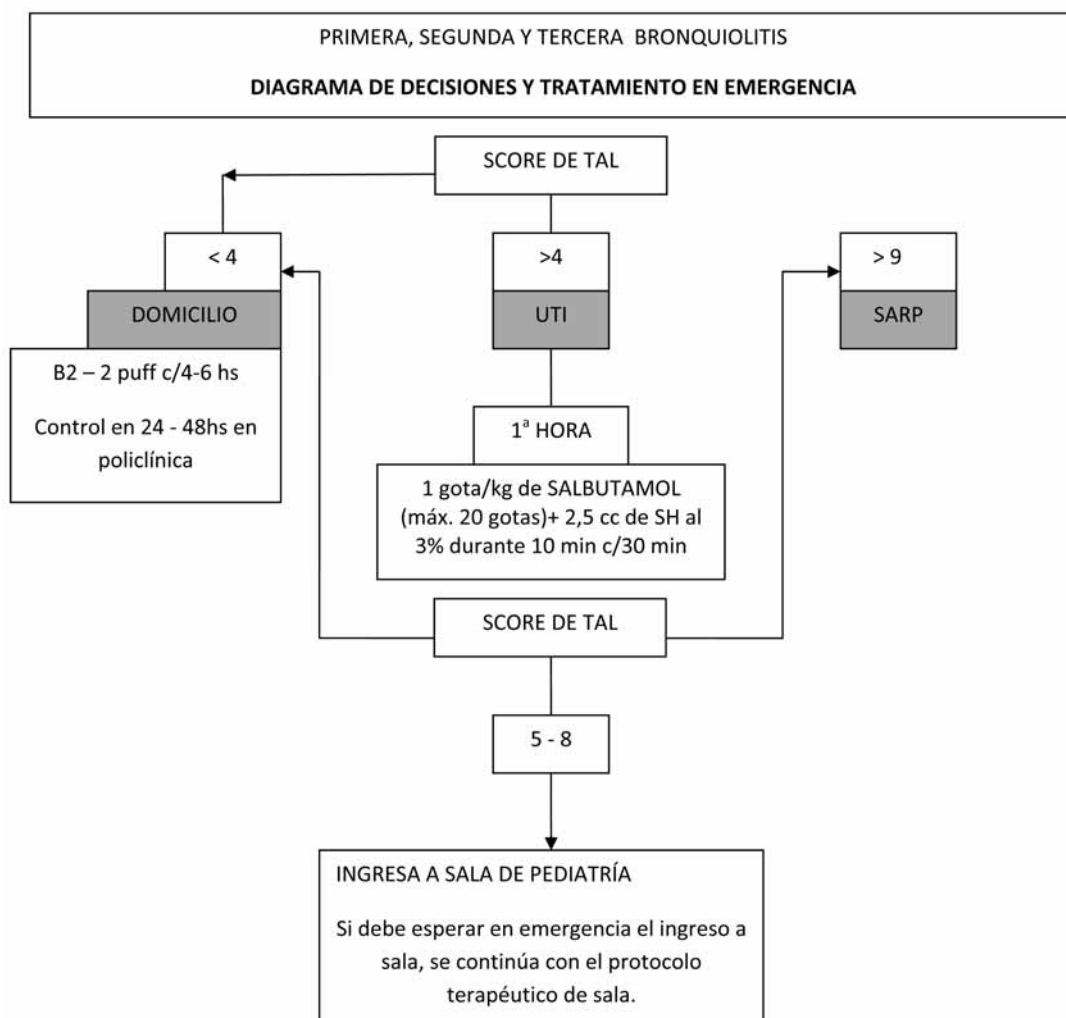 PRIMERA, SEGUNDA Y TERCERA BRONQUIOLITIS
DIAGRAMA DE DECISIONES Y TRATAMIENTO EN EMERGENCIA
SCORE DE TAL
< 4
>4
> 9
DOMICILIO
UTI
SARP
B2 – 2 puff c/4-6 hs
Control en 24 - 48hs en
policlínica
1ª HORA
1 gota/kg de SALBUTAMOL
(máx. 20 gotas)+ 2,5 cc de SH al
3% durante 10 min c/30 min
SCORE DE TAL
5 - 8
INGRESA A SALA DE PEDIATRÍA
Si debe esperar en emergencia el ingreso a
sala, se continúa con el protocolo
terapéutico de sala.